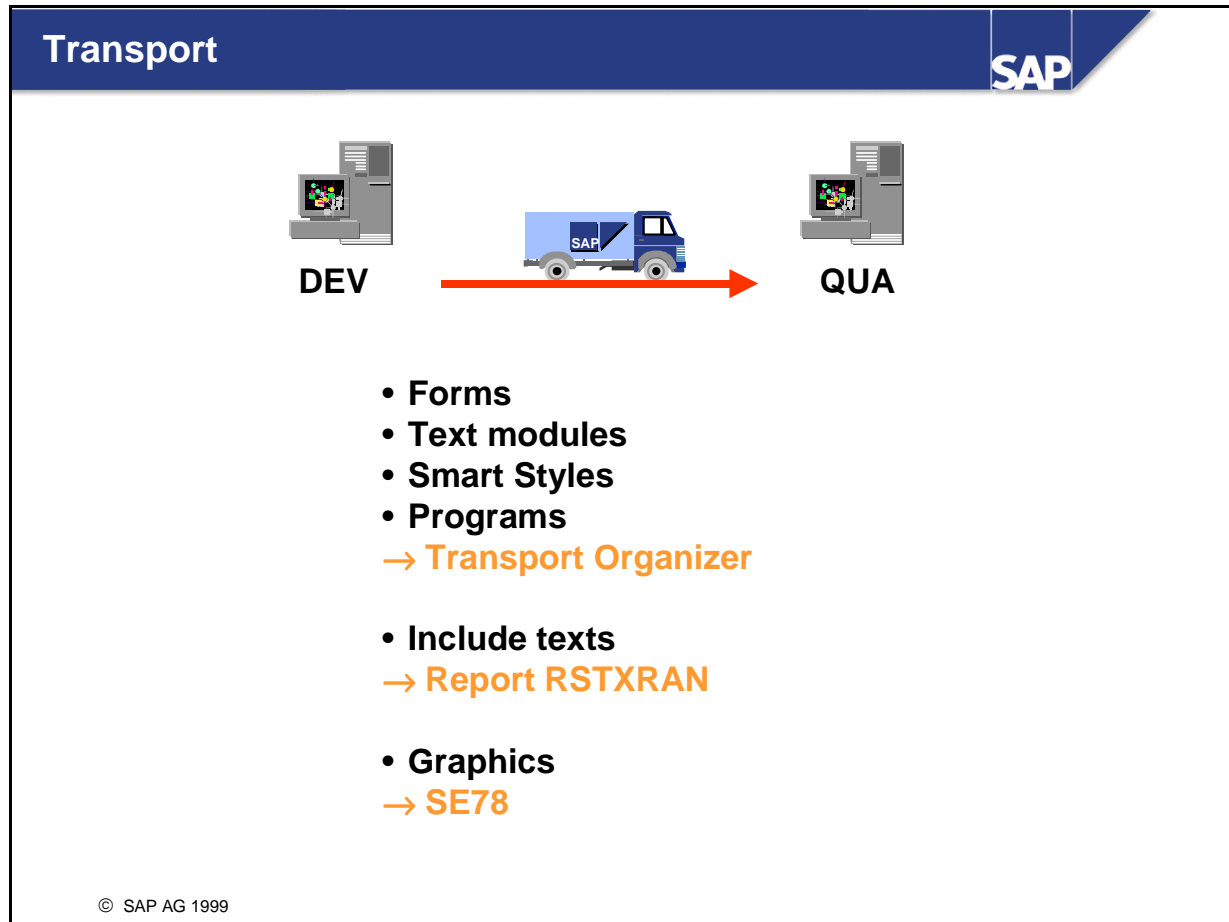 Transport
SAP
SAP
DEV
QUA
• Forms
• Text modules
• Smart Styles
• Programs
→ Transport Organizer
• Include texts
→ Report RSTXRAN
• Graphics
→ SE78
© SAP AG 1999